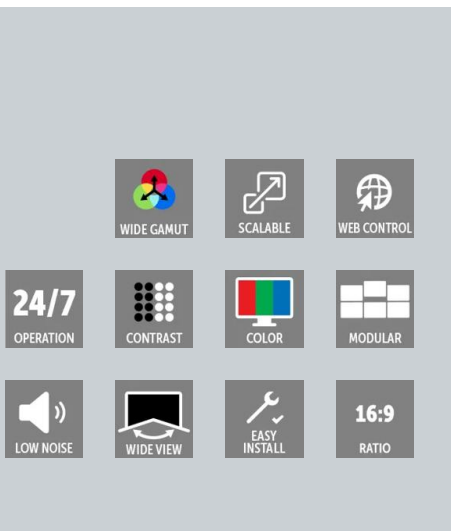 WIDE GAMUT
SCALABLE
WEB CONTROL
24/7
OPERATION
CONTRAST
COLOR
MODULAR
LOW NOISE
WIDE VIEW
EASY
INSTALL
16:9
RATIO